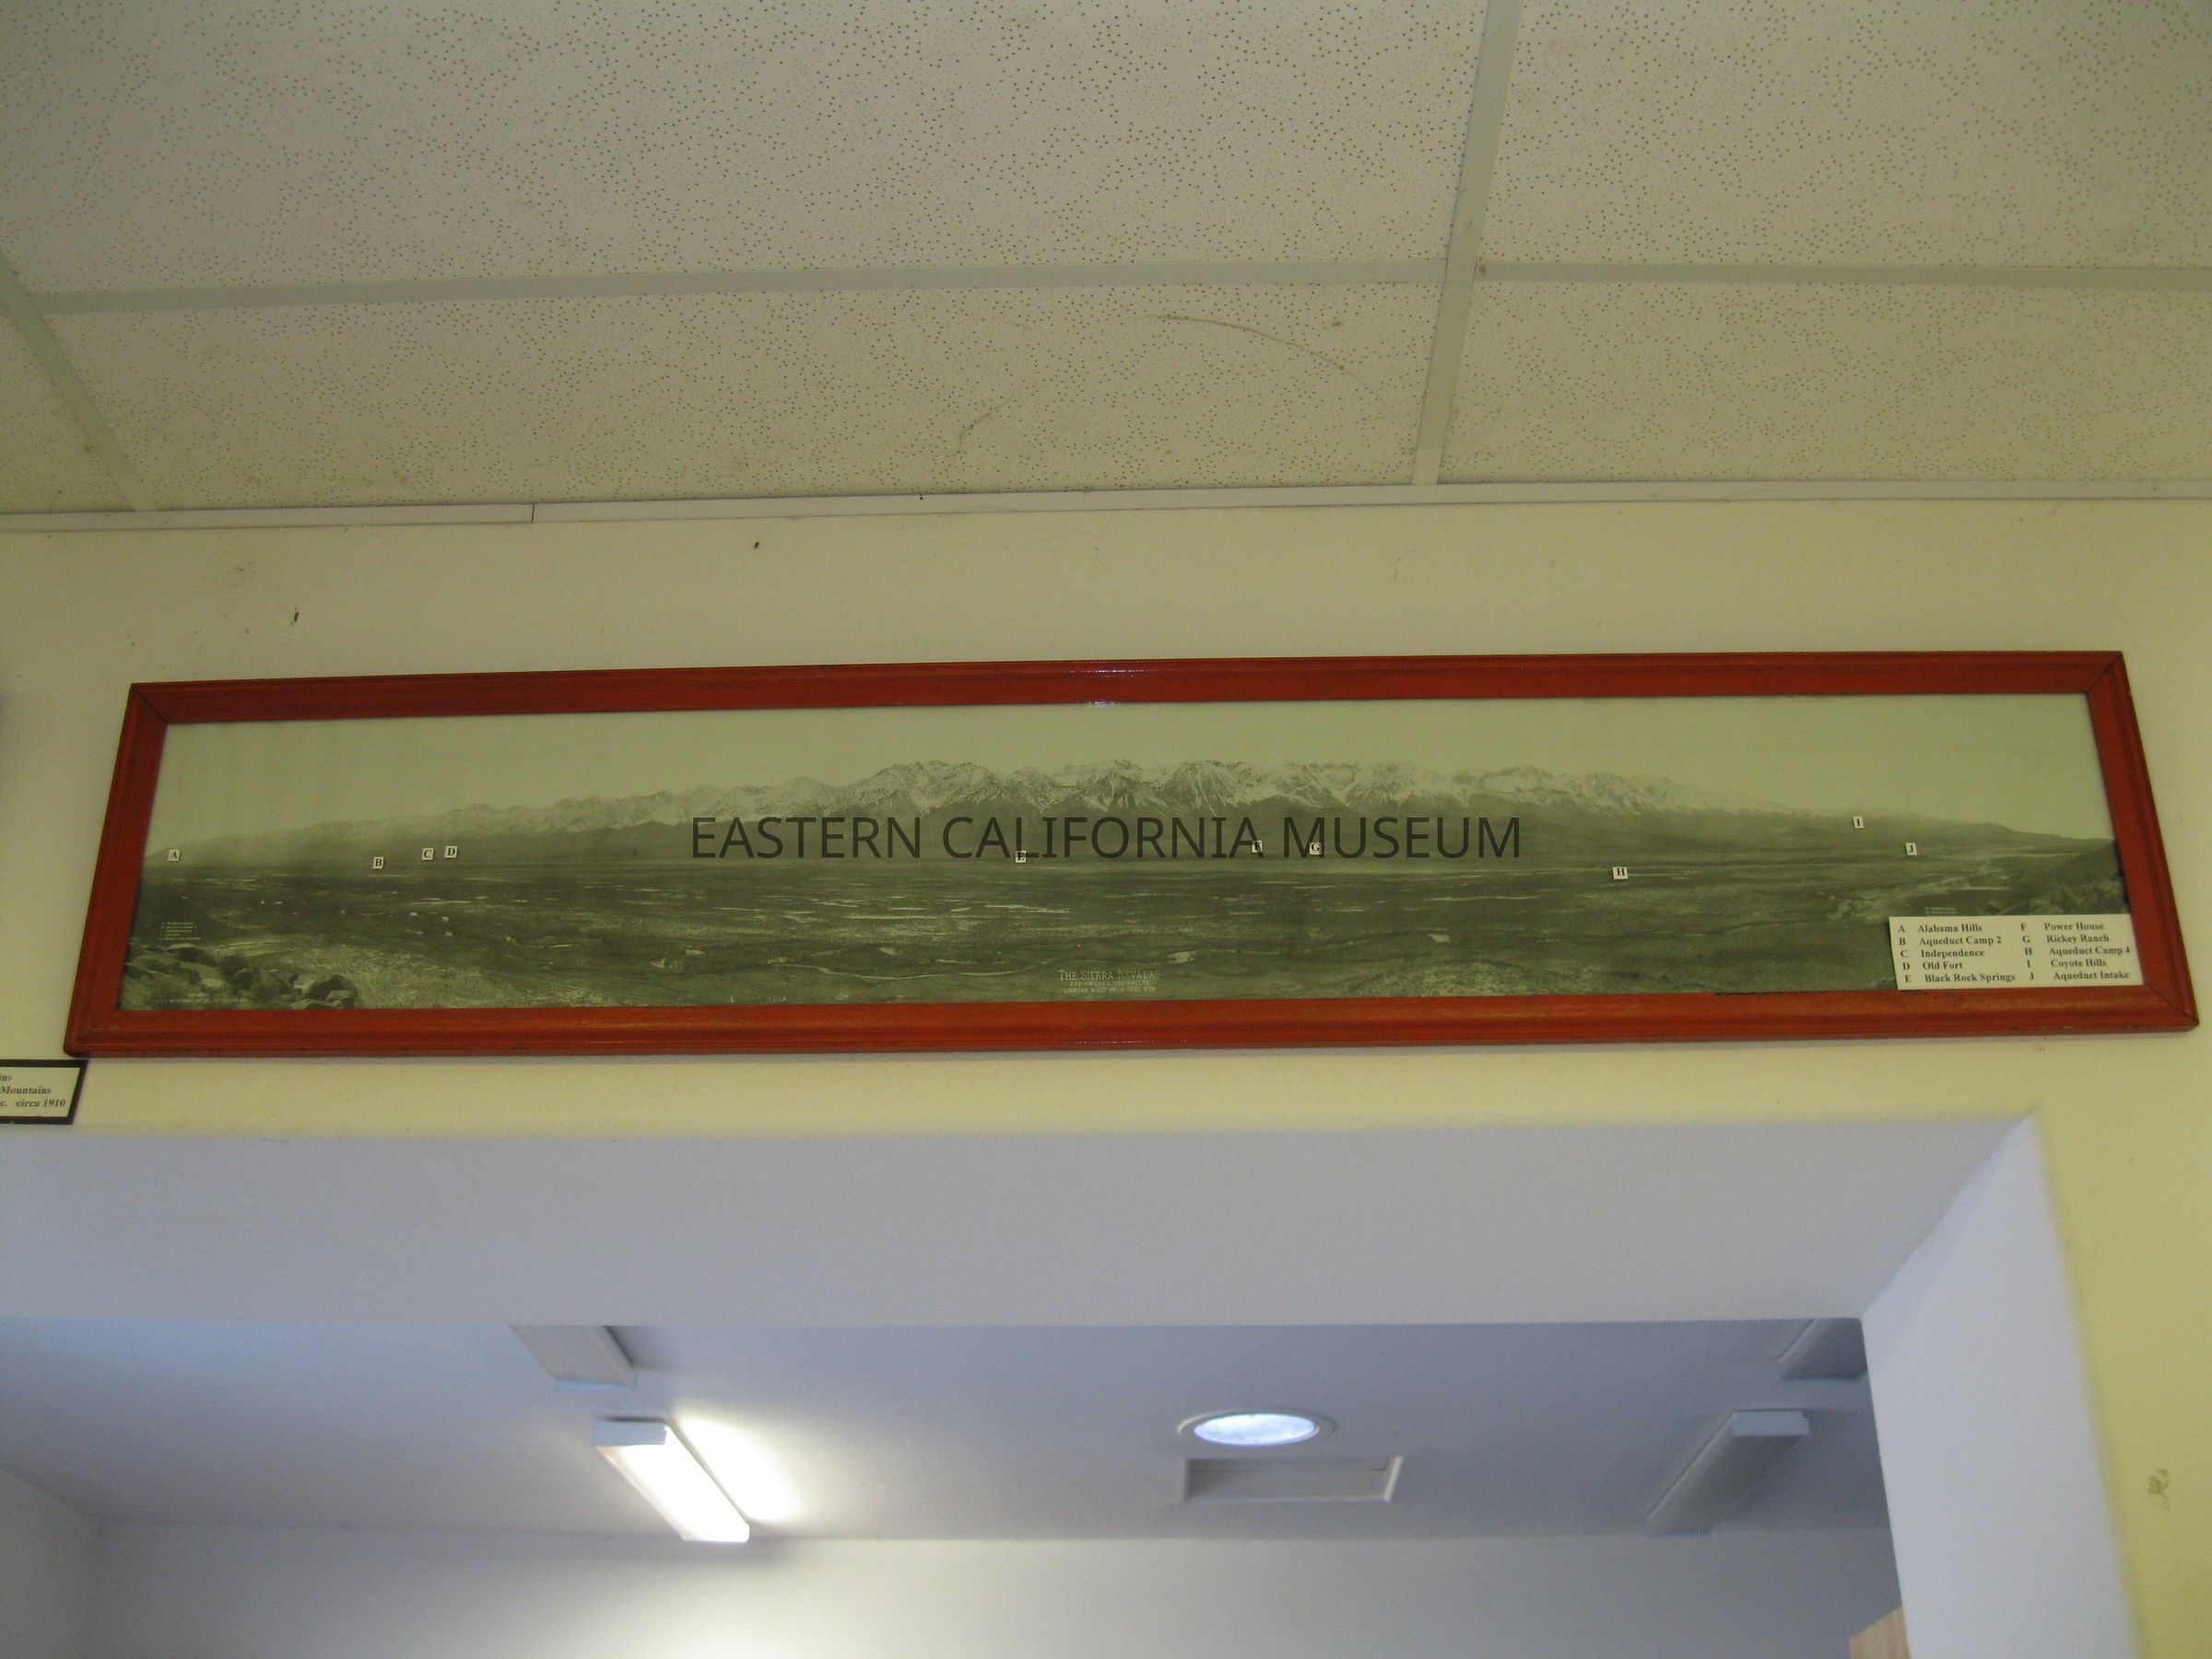 EASTERN CALIFORNIA MUSEUM
A
B
C
D
E
F
G
H
I
J
THE SIERRA NEVADAS
A Alabama Hills F Power House
B Aqueduct Camp 2 G Rickey Ranch
C Independence H Aqueduct Camp 4
D Old Fort I Coyote Hills
E Black Rock Springs J Aqueduct Intake
Mountains
circa 1910